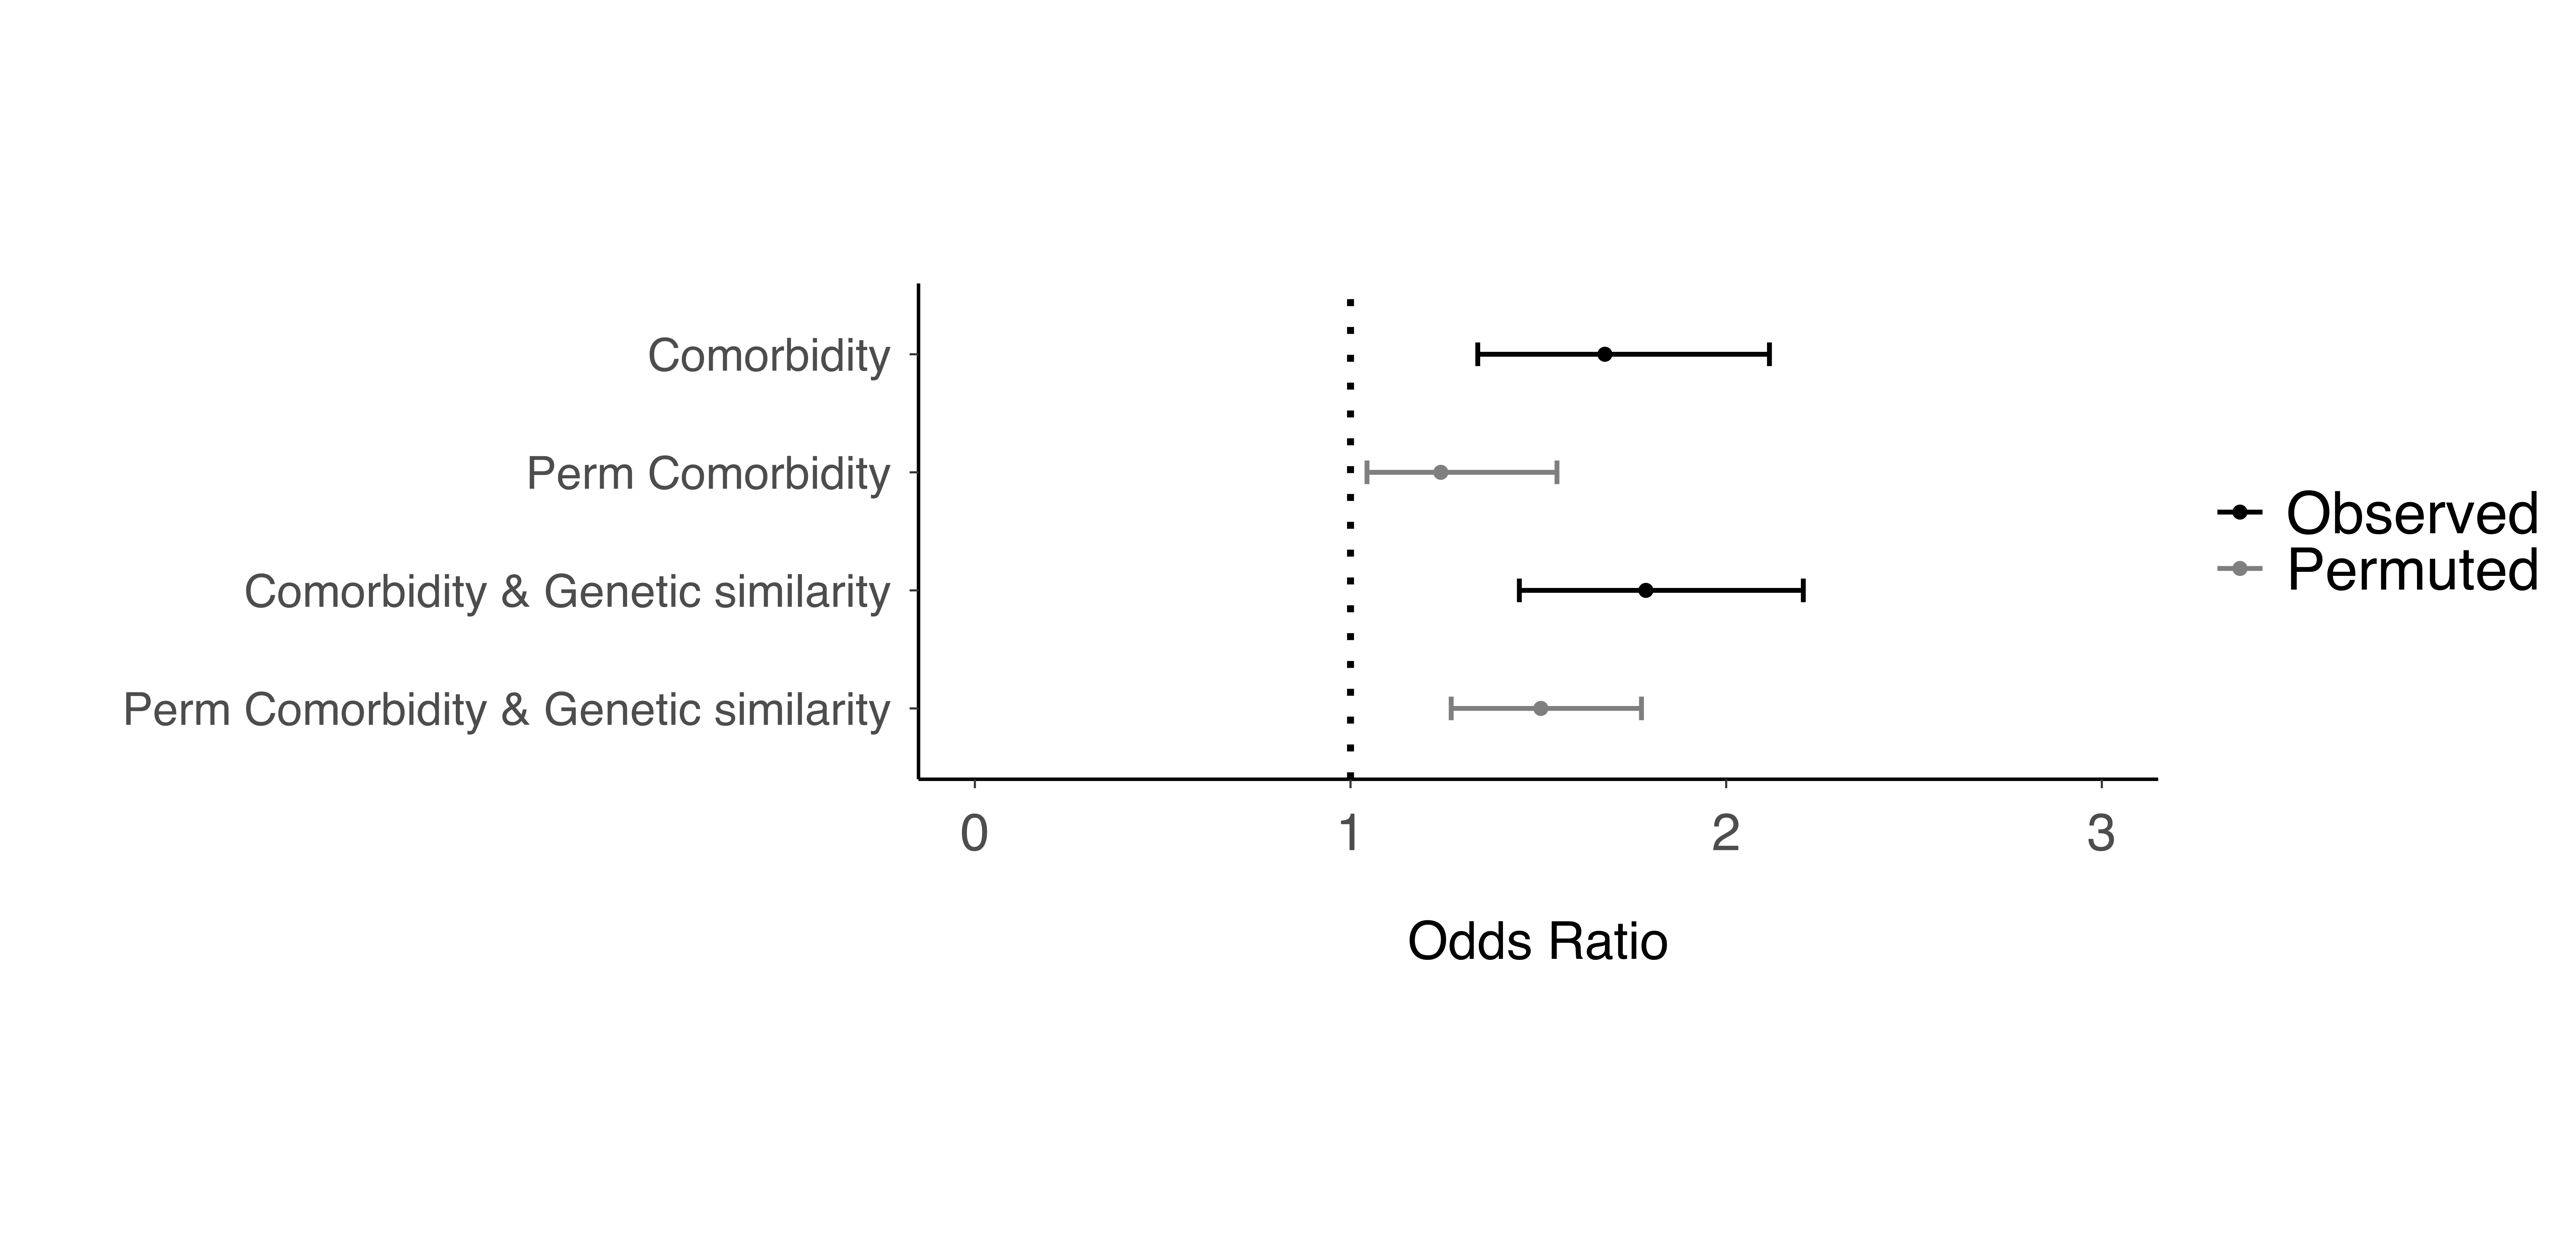 Comorbidity
Perm Comorbidity
Comorbidity & Genetic similarity
Perm Comorbidity & Genetic similarity
0 1 2 3
Odds Ratio
Observed
Permuted